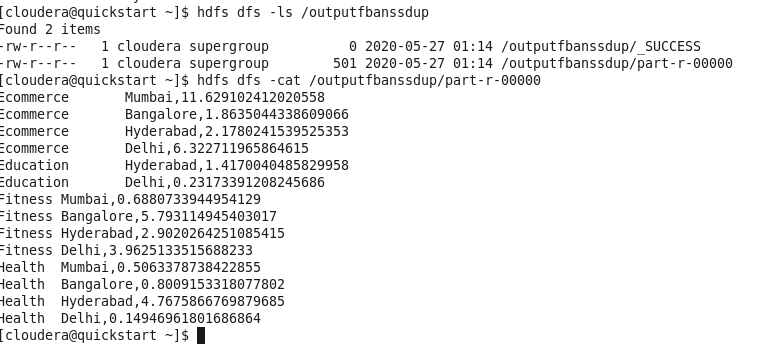 [cloudera@quickstart ~]$ hdfs dfs -ls /outputfbanssdup
Found 2 items
-rw-r--r--   1 cloudera supergroup          0 2020-05-27 01:14 /outputfbanssdup/_SUCCESS
-rw-r--r--   1 cloudera supergroup        501 2020-05-27 01:14 /outputfbanssdup/part-r-00000
[cloudera@quickstart ~]$ hdfs dfs -cat /outputfbanssdup/part-r-00000
Ecommerce       Mumbai,11.629102412020558
Ecommerce       Bangalore,1.8635044338609066
Ecommerce       Hyderabad,2.1780241539525353
Ecommerce       Delhi,6.322711965864615
Education       Hyderabad,1.4170040485829958
Education       Delhi,0.23173391208245686
Fitness Mumbai,0.6880733944954129
Fitness Bangalore,5.793114945403017
Fitness Hyderabad,2.9020264251085415
Fitness Delhi,3.9625133515688233
Health  Mumbai,0.5063378738422855
Health  Bangalore,0.8009153318077802
Health  Hyderabad,4.7675866769879685
Health  Delhi,0.14946961801686864
[cloudera@quickstart ~]$